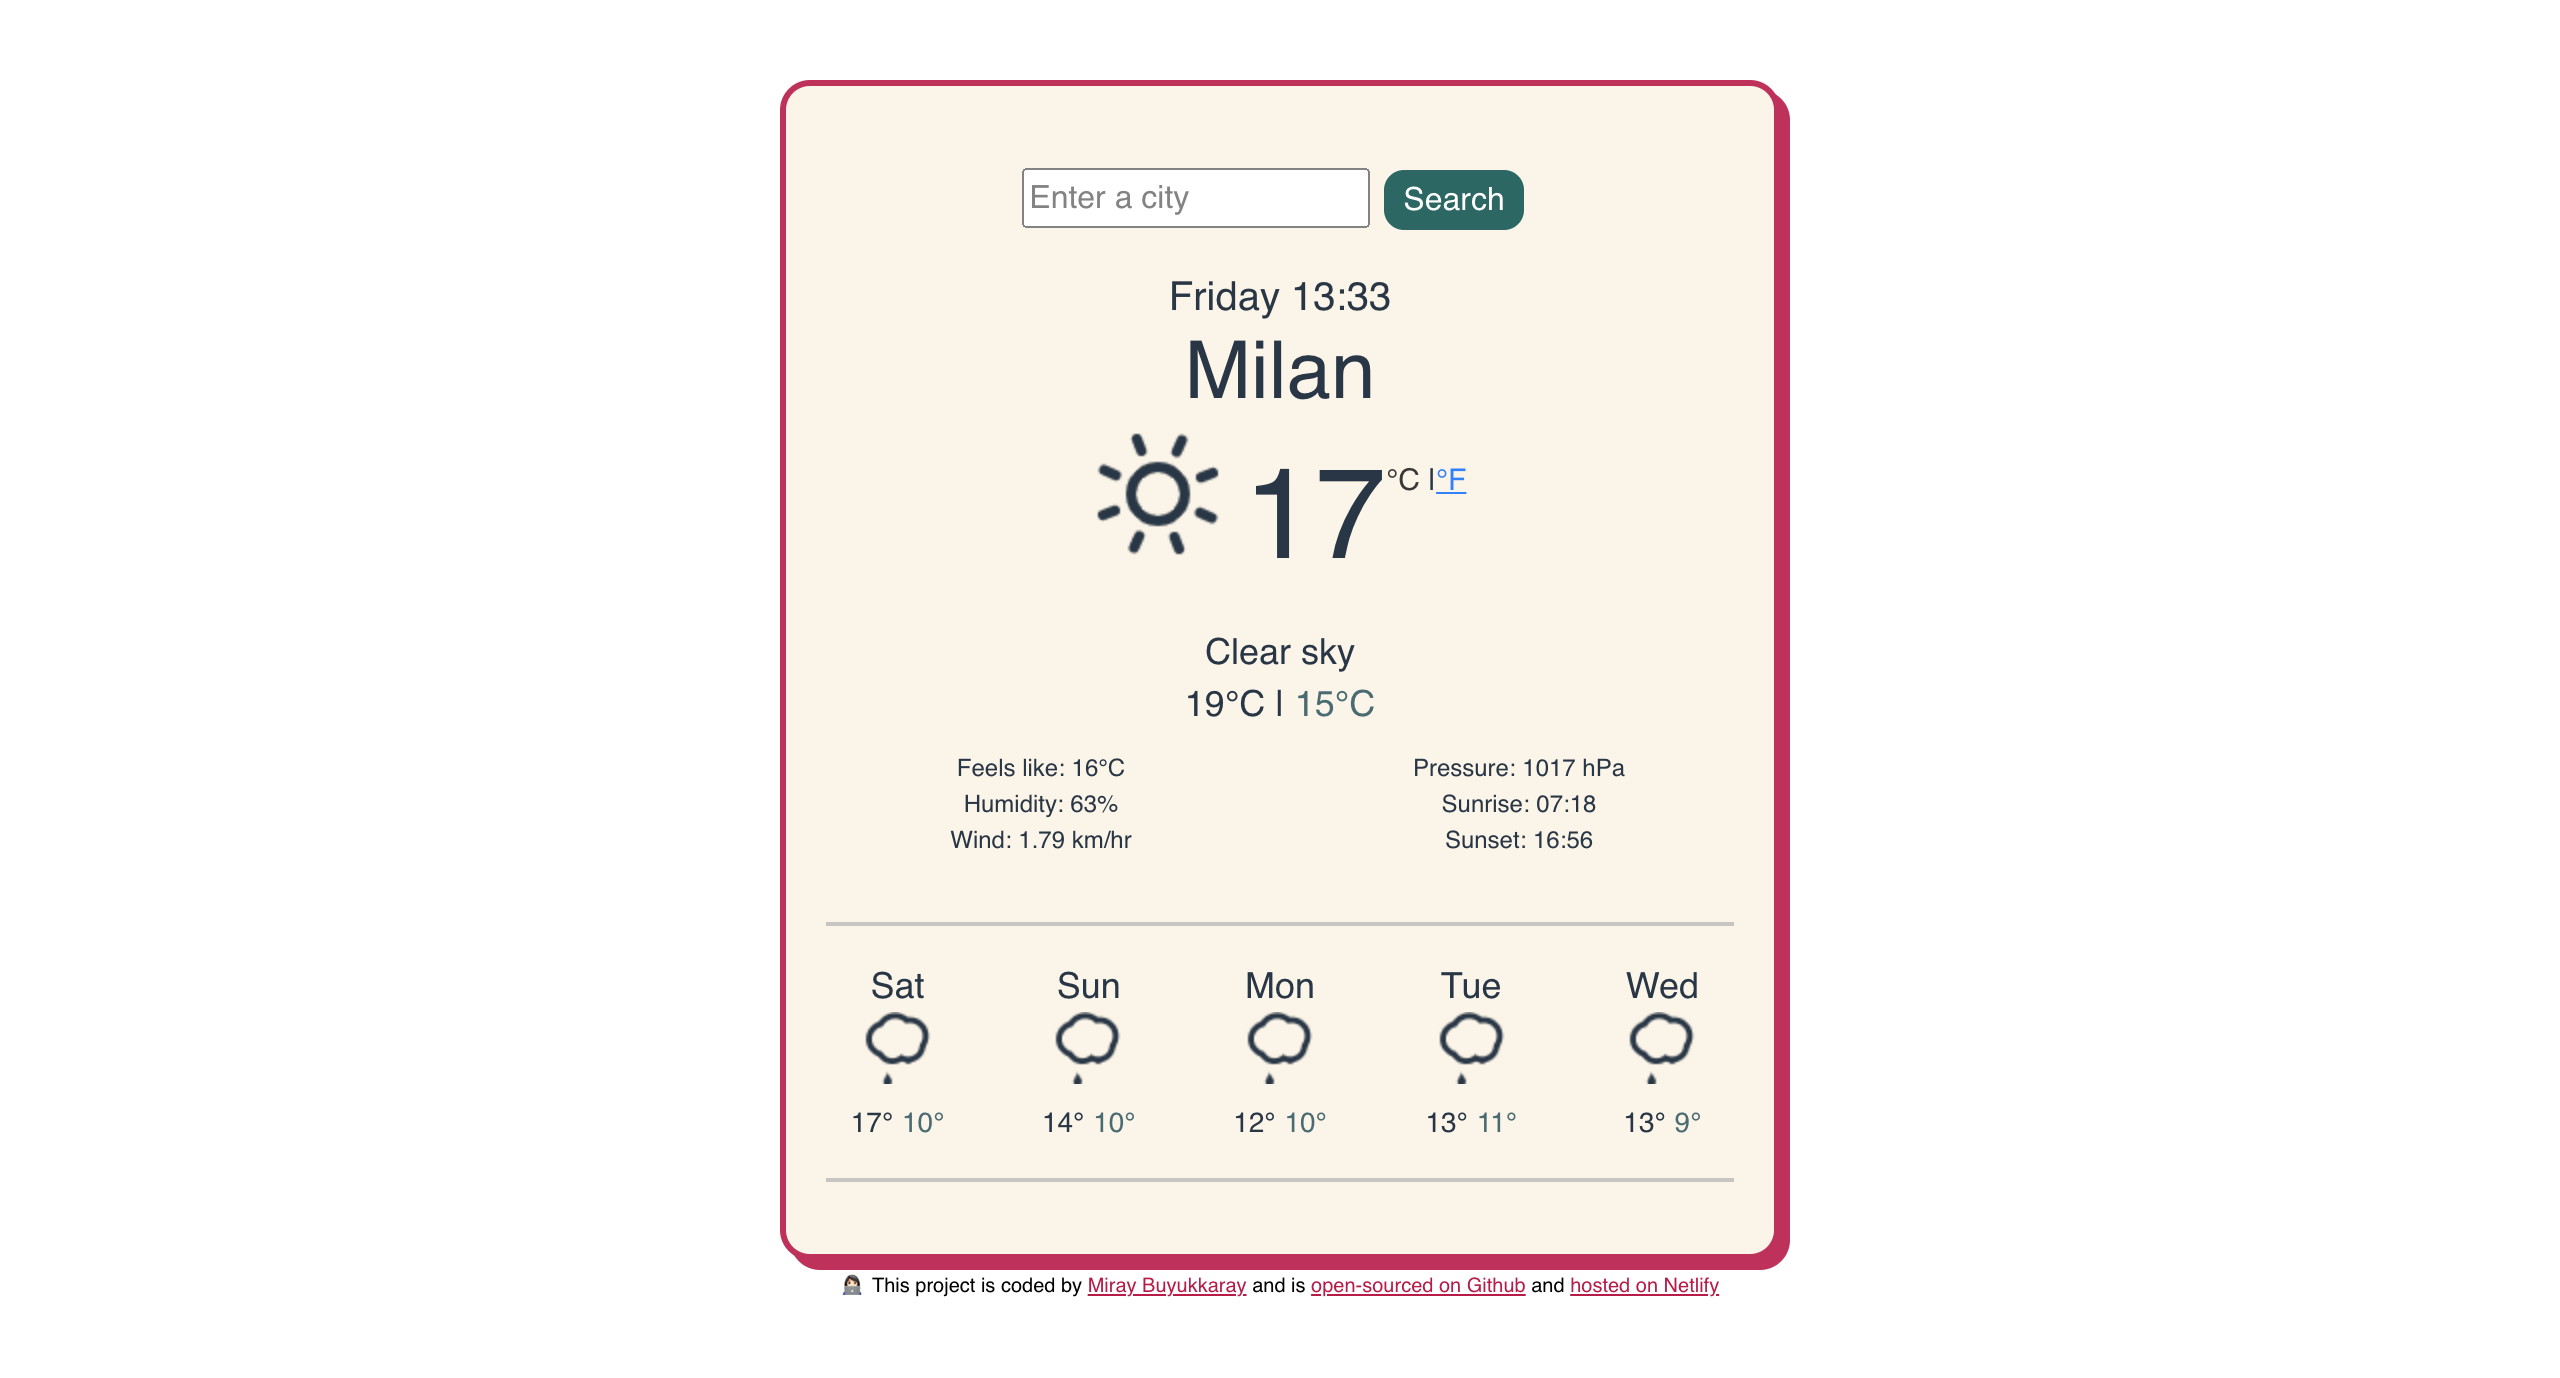 Enter a city
Search
Friday 13:33
Milan
17 °C |°F
Clear sky
19°C | 15°C
Feels like: 16°C
Humidity: 63%
Wind: 1.79 km/hr
Pressure: 1017 hPa
Sunrise: 07:18
Sunset: 16:56
Sat Sun Mon Tue Wed
17° 10° 14° 10° 12° 10° 13° 11° 13° 9°
This project is coded by Miray Buyukkaray and is open-sourced on Github and hosted on Netlify